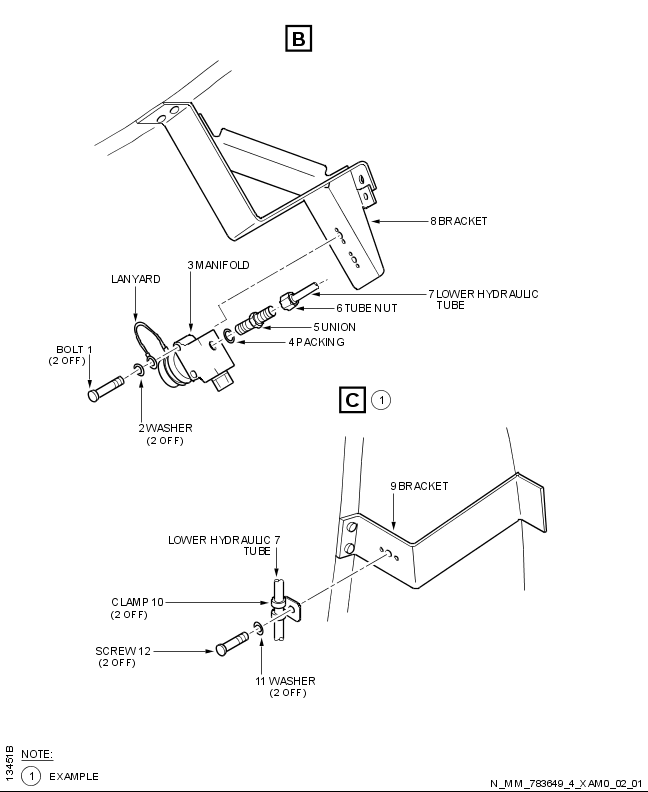 B
8 BRACKET
3 MANIFOLD
LANYARD
7 LOWER HYDRAULIC
TUBE
6 TUBE NUT
5 UNION
4 PACKING
BOLT 1
(2 OFF)
2 WASHER
(2 OFF)
C 1
9 BRACKET
LOWER HYDRAULIC 7
TUBE
CLAMP 10
(2 OFF)
SCREW 12
(2 OFF)
11 WASHER
(2 OFF)
13451B
NOTE:
1 EXAMPLE
N_MM_783649_4_XAM0_02_01